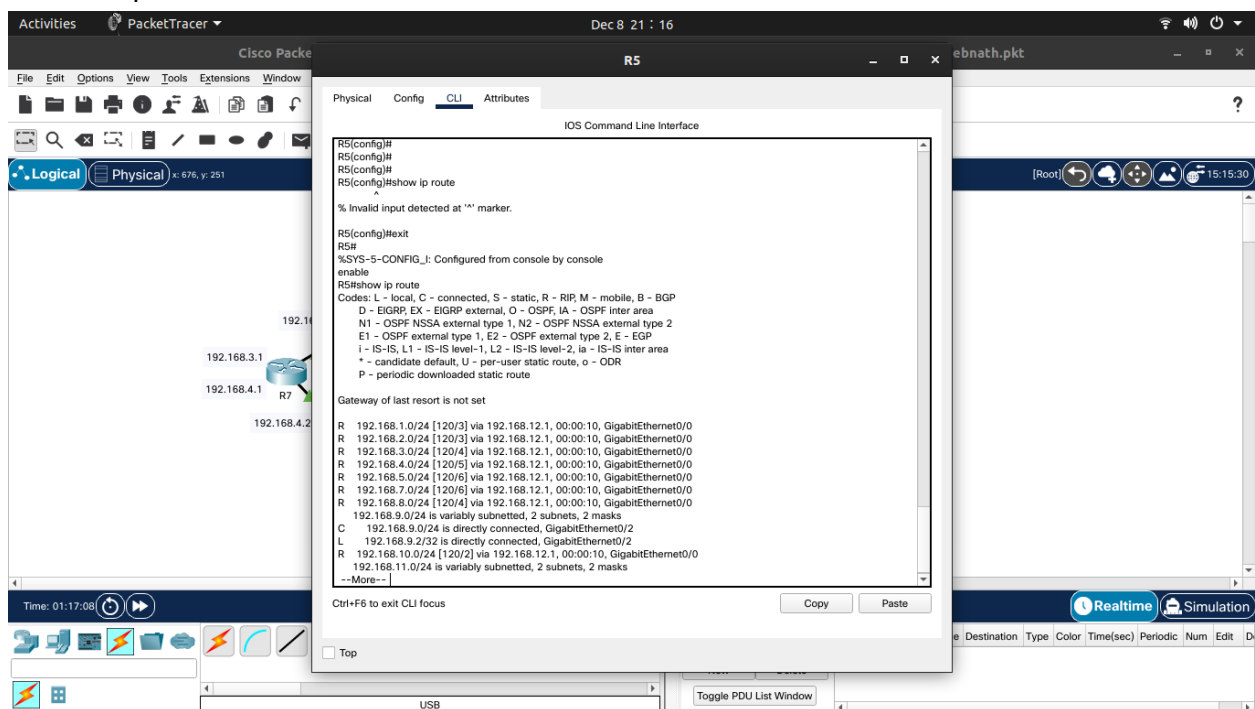 Activities PacketTracer Dec 8 21 : 16
Cisco Packe
ebnath.pkt
R5
File Edit Options View Tools Extensions Window
?
Physical Config CLI Attributes
IOS Command Line Interface
Logical Physical x: 676, y: 251
[Root] 15:15:30
192.16
192.168.3.1
192.168.4.1
R7
192.168.4.2
R5(config)#
R5(config)#
R5(config)#
R5(config)#show ip route
^
% Invalid input detected at '^' marker.
R5(config)#exit
R5#
%SYS-5-CONFIG_I: Configured from console by console
enable
R5#show ip route
Codes: L - local, C - connected, S - static, R - RIP, M - mobile, B - BGP
D - EIGRP, EX - EIGRP external, O - OSPF, IA - OSPF inter area
N1 - OSPF NSSA external type 1, N2 - OSPF NSSA external type 2
E1 - OSPF external type 1, E2 - OSPF external type 2, E - EGP
i - IS-IS, L1 - IS-IS level-1, L2 - IS-IS level-2, ia - IS-IS inter area
* - candidate default, U - per-user static route, o - ODR
P - periodic downloaded static route
Gateway of last resort is not set
R 192.168.1.0/24 [120/3] via 192.168.12.1, 00:00:10, GigabitEthernet0/0
R 192.168.2.0/24 [120/3] via 192.168.12.1, 00:00:10, GigabitEthernet0/0
R 192.168.3.0/24 [120/4] via 192.168.12.1, 00:00:10, GigabitEthernet0/0
R 192.168.4.0/24 [120/5] via 192.168.12.1, 00:00:10, GigabitEthernet0/0
R 192.168.5.0/24 [120/6] via 192.168.12.1, 00:00:10, GigabitEthernet0/0
R 192.168.7.0/24 [120/6] via 192.168.12.1, 00:00:10, GigabitEthernet0/0
R 192.168.8.0/24 [120/4] via 192.168.12.1, 00:00:10, GigabitEthernet0/0
192.168.9.0/24 is variably subnetted, 2 subnets, 2 masks
C 192.168.9.0/24 is directly connected, GigabitEthernet0/2
L 192.168.9.2/32 is directly connected, GigabitEthernet0/2
R 192.168.10.0/24 [120/2] via 192.168.12.1, 00:00:10, GigabitEthernet0/0
192.168.11.0/24 is variably subnetted, 2 subnets, 2 masks
--More--
Ctrl+F6 to exit CLI focus
Copy Paste
Time: 01:17:08
Realtime Simulation
Top
e Destination Type Color Time(sec) Periodic Num Edit D
Toggle PDU List Window
USB